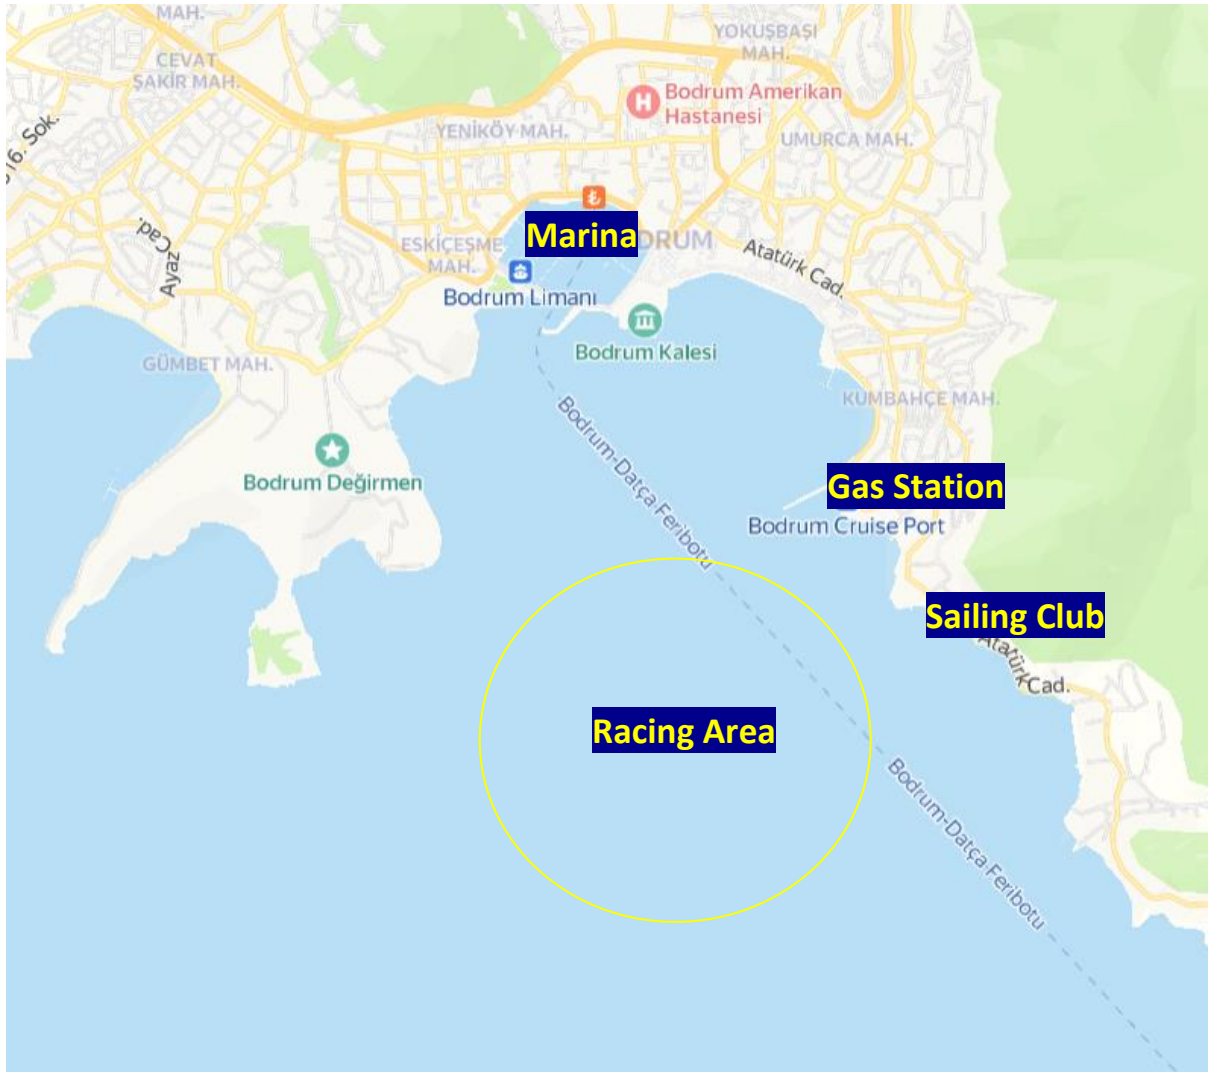 MAH.
CEVAT
ŞAKİR MAH.
YOKUŞBAŞI
MAH.
Bodrum Amerikan
Hastanesi
H
YENİKÖY MAH.
UMURCA MAH.
16. Sok.
₺
Marina
DRUM
Ayaz Cad.
ESKİÇEŞME
MAH.
Atatürk Cad.
Bodrum Limanı
Bodrum Kalesi
GÜMBET MAH.
KUMBAHÇE MAH.
Bodrum-Datça Feribotu
Bodrum Değirmen
Gas Station
Bodrum Cruise Port
Sailing Club
Atatürk Cad.
Racing Area
Bodrum-Datça Feribotu